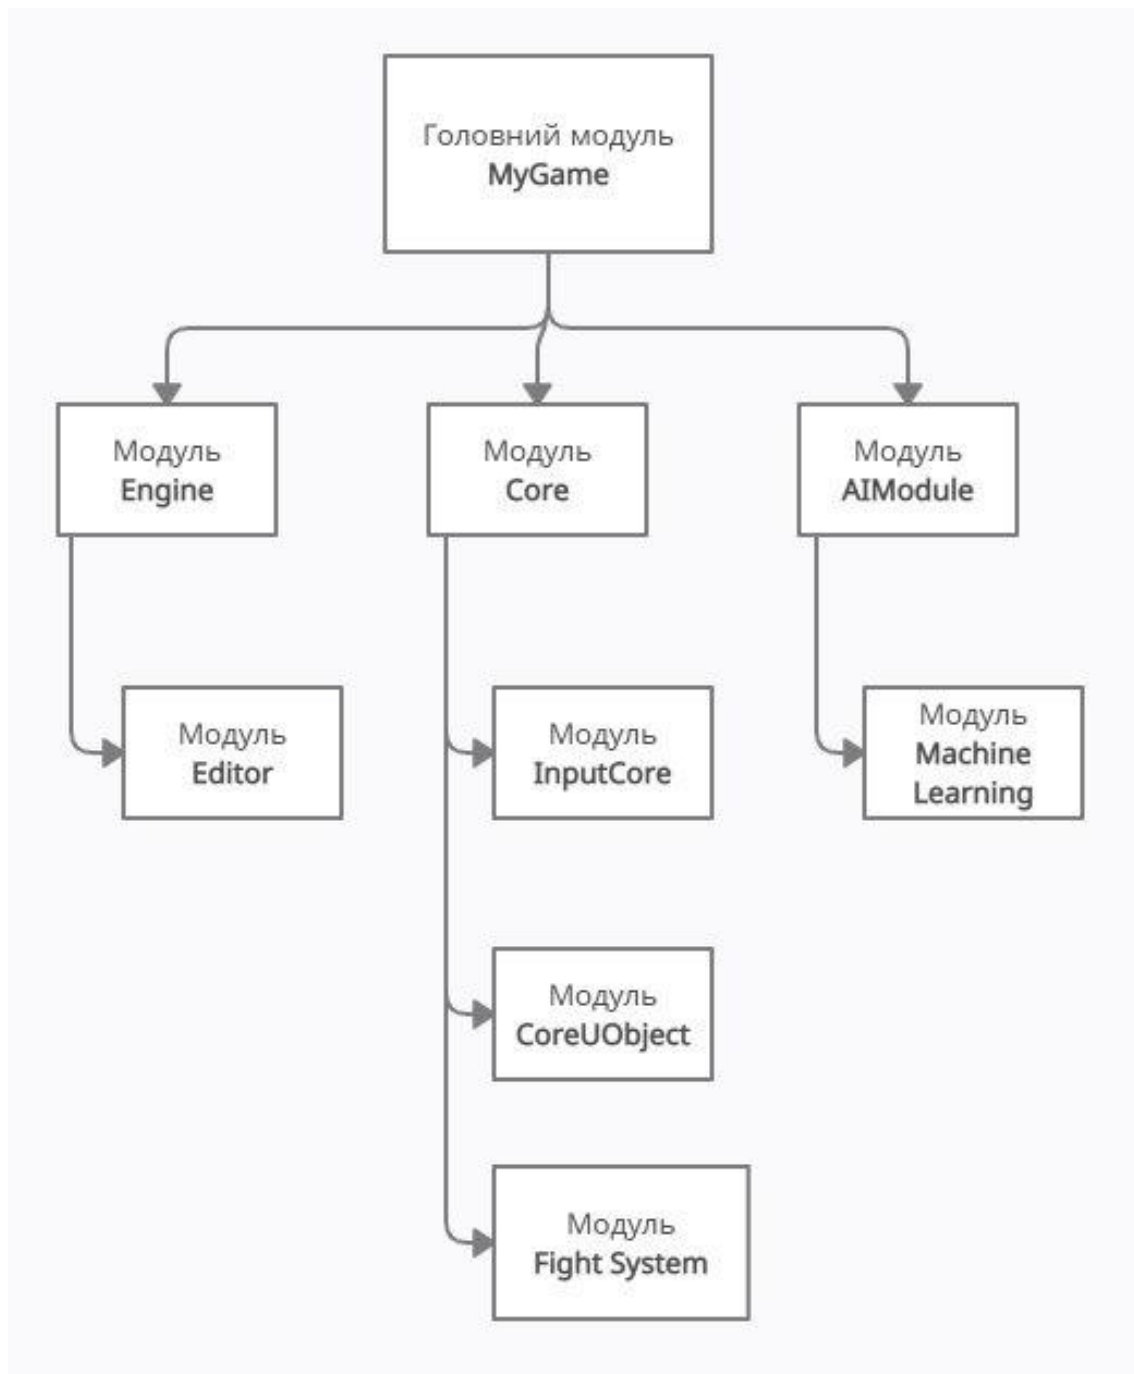 Головний модуль
MyGame
Модуль
Engine
Модуль
Core
Модуль
AIModule
Модуль
Editor
Модуль
InputCore
Модуль
Machine
Learning
Модуль
CoreUObject
Модуль
Fight System